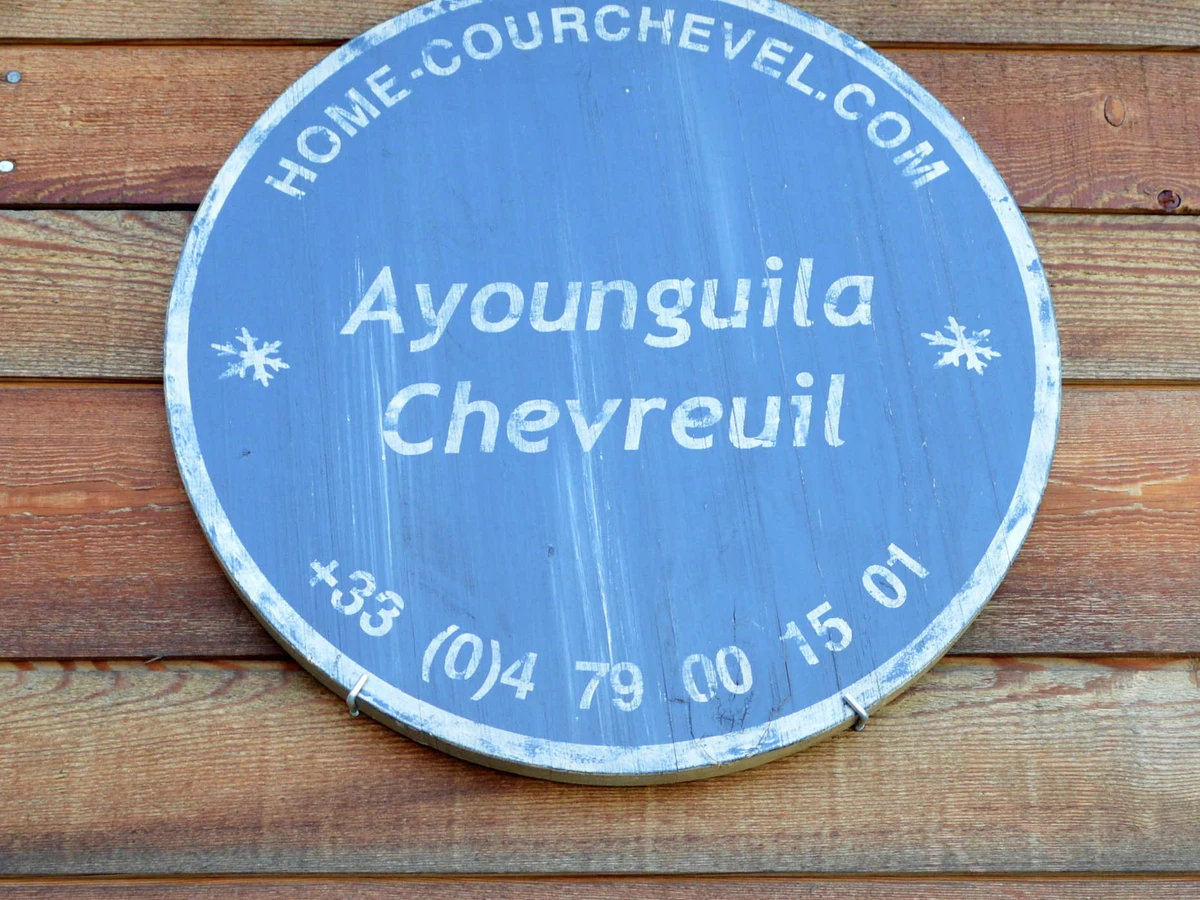 HOME-COURCHEVEL.COM
Ayounguila
Chevreuil
+33 (0)4 79 00 15 01